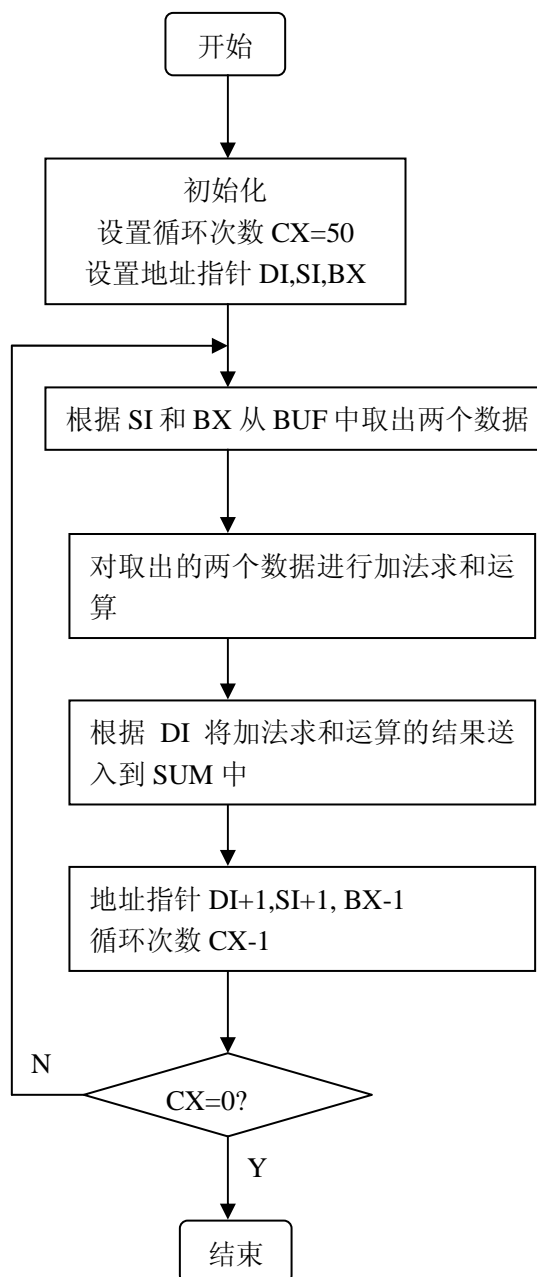 开始
初始化
设置循环次数 CX=50
设置地址指针 DI,SI,BX
根据 SI 和 BX 从 BUF 中取出两个数据
对取出的两个数据进行加法求和运
算
根据 DI 将加法求和运算的结果送
入到 SUM 中
地址指针 DI+1,SI+1, BX-1
循环次数 CX-1
N
CX=0?
Y
结束